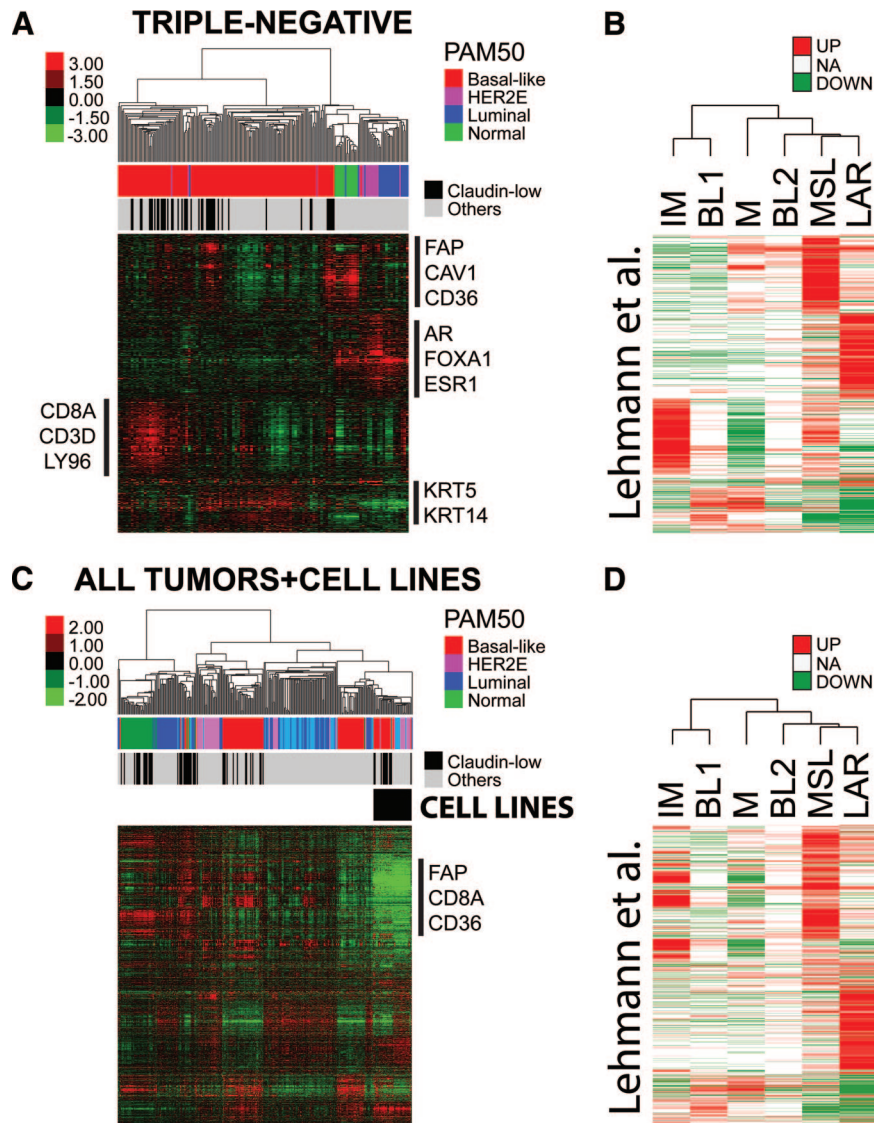 A
TRIPLE-NEGATIVE
3.00
1.50
0.00
-1.50
-3.00
PAM50
Basal-like
HER2E
Luminal
Normal
Claudin-low
Others
FAP
CAV1
CD36
AR
FOXA1
ESR1
CD8A
CD3D
LY96
KRT5
KRT14
B
UP
NA
DOWN
IM
BL1
M
BL2
MSL
LAR
Lehmann et al.
C
ALL TUMORS+CELL LINES
2.00
1.00
0.00
-1.00
-2.00
PAM50
Basal-like
HER2E
Luminal
Normal
Claudin-low
Others
CELL LINES
FAP
CD8A
CD36
D
UP
NA
DOWN
IM
BL1
M
BL2
MSL
LAR
Lehmann et al.